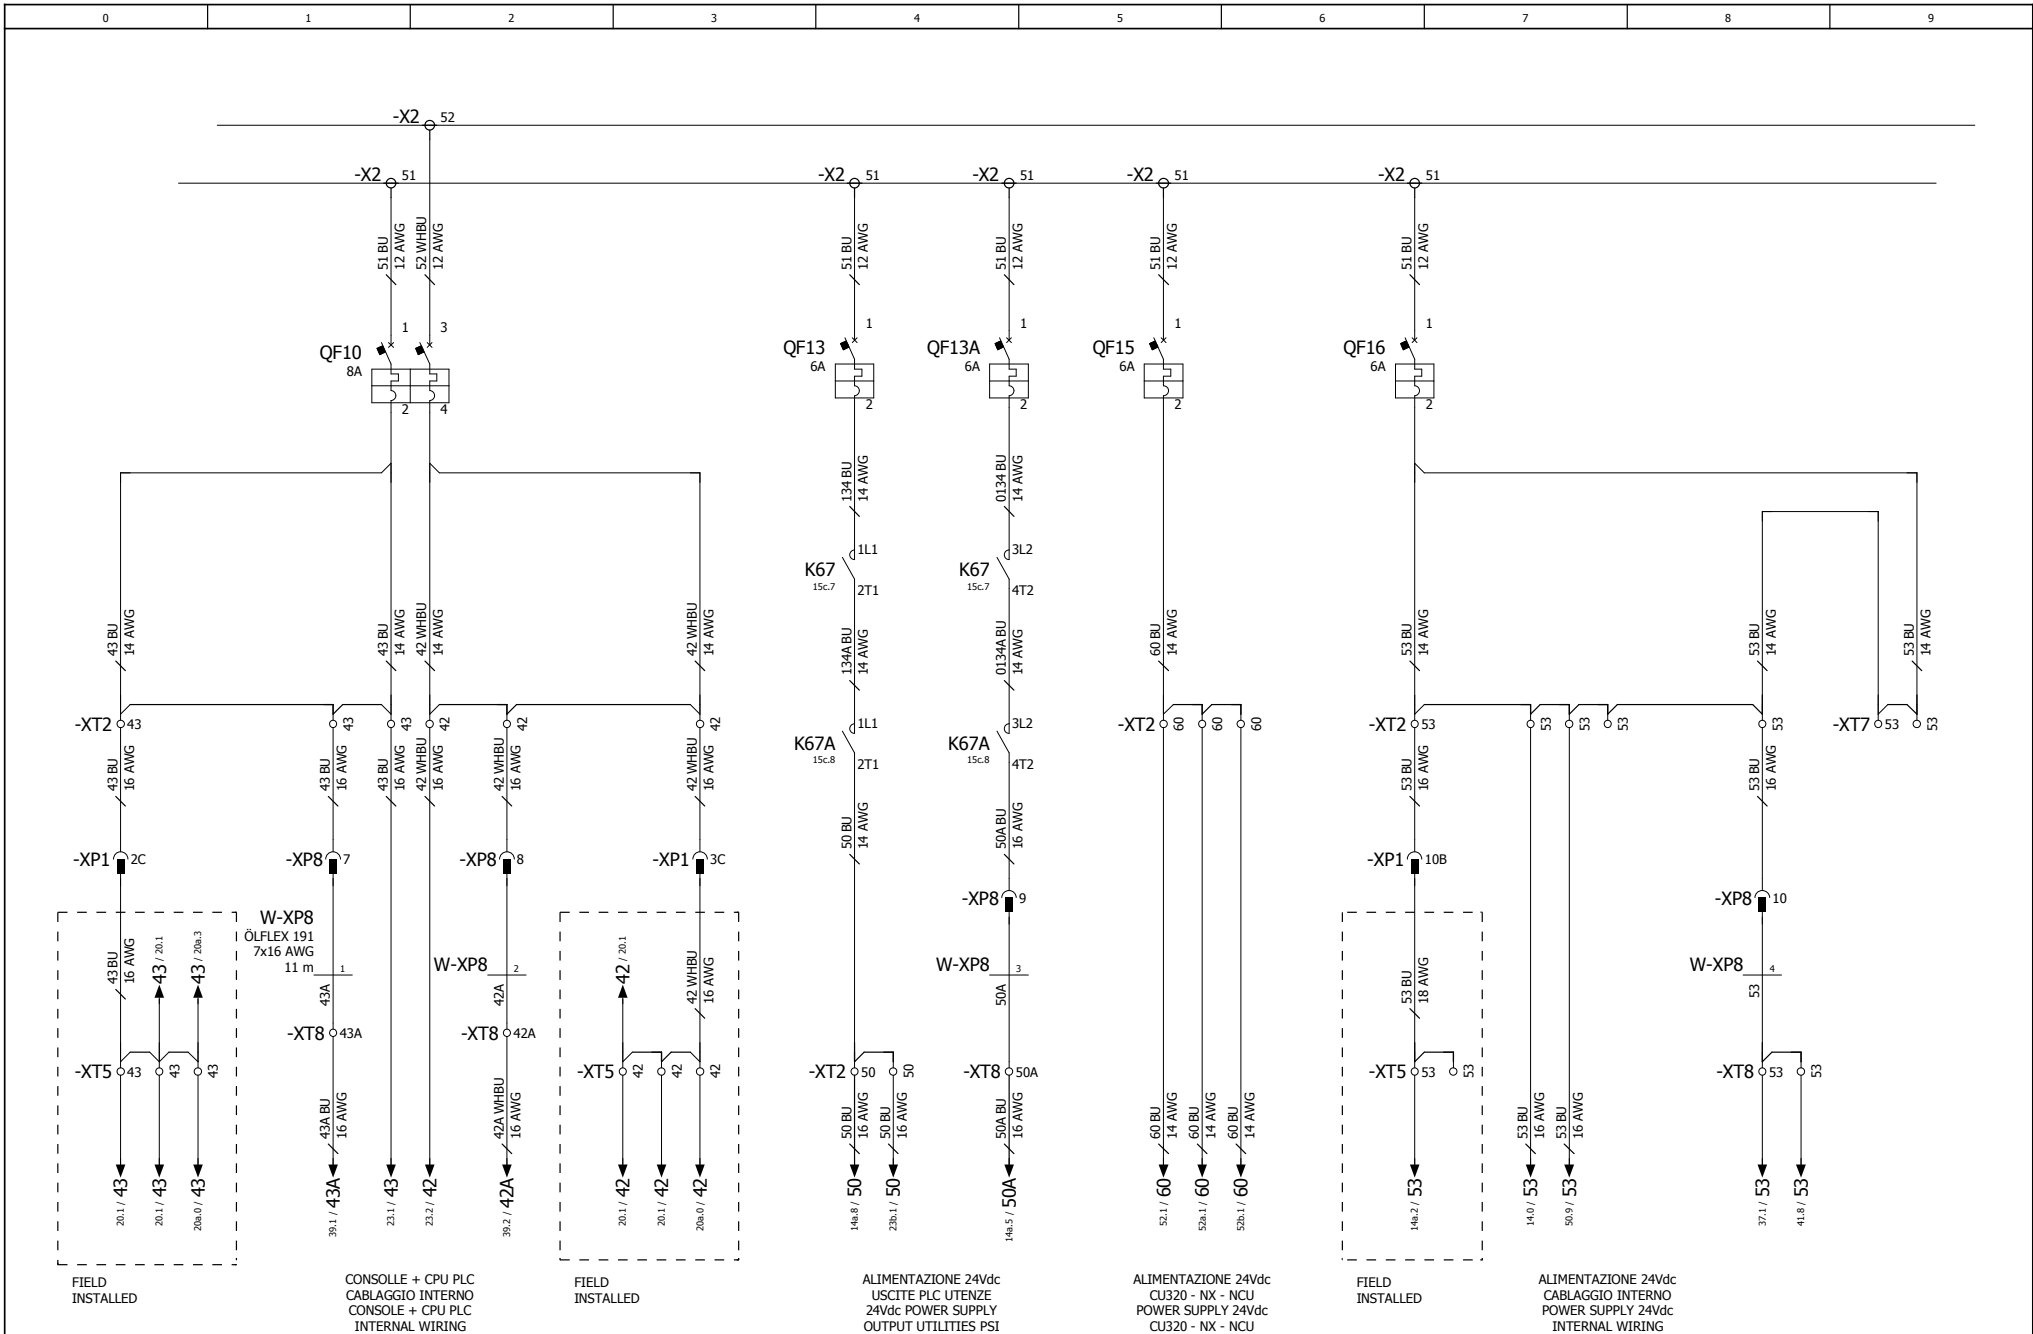 0 1 2 3 4 5 6 7 8 9
-X2 52
-X2 51 -X2 51 -X2 51 -X2 51 -X2 51
51 BU 12 AWG 52 WHBU 12 AWG 51 BU 12 AWG 51 BU 12 AWG 51 BU 12 AWG 51 BU 12 AWG
1 3 1 1 1 1
QF10 QF13 QF13A QF15 QF16
8A 6A 6A 6A 6A
2 4 2 2 2 2
134 BU 14 AWG 0134 BU 14 AWG
1L1 3L2
K67 K67
15c.7 2T1 15c.7 4T2
43 BU 14 AWG 43 BU 14 AWG 42 WHBU 14 AWG 42 WHBU 14 AWG 134A BU 14 AWG 0134A BU 14 AWG 60 BU 14 AWG 53 BU 14 AWG 53 BU 14 AWG 53 BU 14 AWG
-XT2 43 43 43 42 42 42 1L1 3L2 -XT2 60 60 60 -XT2 53 53 53 53 53 -XT7 53 53
K67A K67A
15c.8 2T1 15c.8 4T2
43 BU 16 AWG 43 BU 16 AWG 43 BU 16 AWG 42 WHBU 16 AWG 42 WHBU 16 AWG 42 WHBU 16 AWG 53 BU 16 AWG 53 BU 16 AWG
50 BU 14 AWG 50A BU 16 AWG
-XP1 2C -XP8 7 -XP8 8 -XP1 3C -XP1 10B
-XP8 9 -XP8 10
W-XP8
ÖLFLEX 191
7x16 AWG
11 m 1 W-XP8 2 W-XP8 3 W-XP8 4
43 BU 16 AWG 43 / 20.1 43 / 20a.3 43A 42A 42 / 20.1 42 WHBU 16 AWG 50A 53 BU 18 AWG 53
-XT8 43A -XT8 42A
-XT5 43 43 43 -XT5 42 42 42 -XT2 50 50 -XT8 50A -XT5 53 53 -XT8 53 53
43A BU 16 AWG 42A WHBU 16 AWG 50 BU 16 AWG 50 BU 16 AWG 50A BU 16 AWG 60 BU 14 AWG 60 BU 14 AWG 60 BU 14 AWG 53 BU 16 AWG 53 BU 16 AWG
20.1 / 43 20.1 / 43 20a.0 / 43 39.1 / 43A 23.1 / 43 23.2 / 42 39.2 / 42A 20.1 / 42 20.1 / 42 20a.0 / 42 14a.8 / 50 23b.1 / 50 14a.5 / 50A 52.1 / 60 52a.1 / 60 52b.1 / 60 14a.2 / 53 14.0 / 53 50.9 / 53 37.1 / 53 41.8 / 53
FIELD
INSTALLED
CONSOLLE + CPU PLC
CABLAGGIO INTERNO
CONSOLE + CPU PLC
INTERNAL WIRING
FIELD
INSTALLED
ALIMENTAZIONE 24Vdc
USCITE PLC UTENZE
24Vdc POWER SUPPLY
OUTPUT UTILITIES PSI
ALIMENTAZIONE 24Vdc
CU320 - NX - NCU
POWER SUPPLY 24Vdc
CU320 - NX - NCU
FIELD
INSTALLED
ALIMENTAZIONE 24Vdc
CABLAGGIO INTERNO
POWER SUPPLY 24Vdc
INTERNAL WIRING